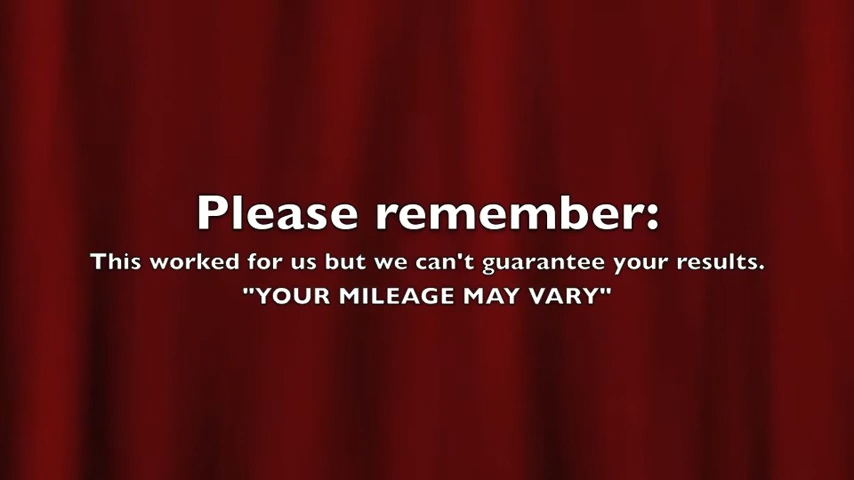 Please remember:
This worked for us but we can't guarantee your results.
"YOUR MILEAGE MAY VARY"